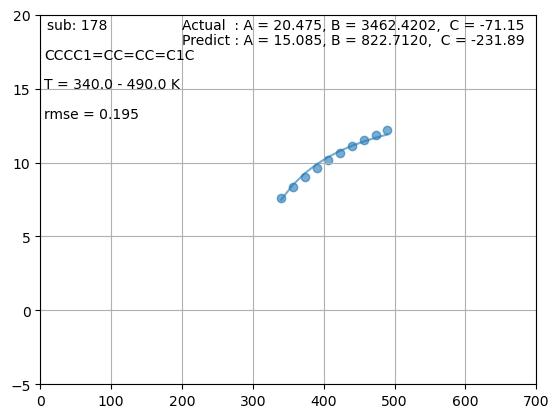 sub: 178
Actual : A = 20.475, B = 3462.4202, C = -71.15
Predict : A = 15.085, B = 822.7120, C = -231.89
CCCC1=CC=CC=C1C
T = 340.0 - 490.0 K
rmse = 0.195
20
15
10
5
0
−5
0 100 200 300 400 500 600 700